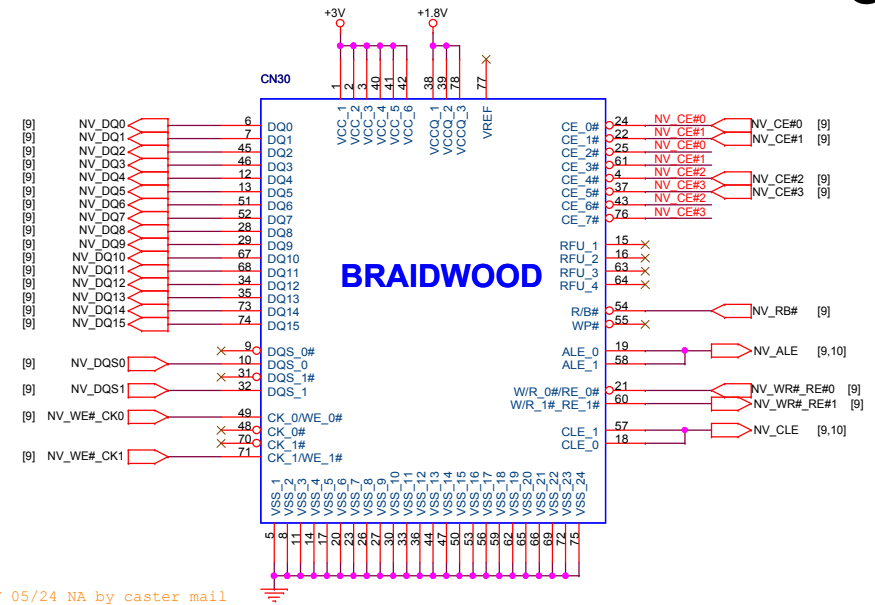 +3V +1.8V
CN30
1 2 3 40 41 42 38 39 78 77
VCC_1 VCC_2 VCC_3 VCC_4 VCC_5 VCC_6 VCCQ_1 VCCQ_2 VCCQ_3 VREF
[9] NV_DQ0 6 DQ0
[9] NV_DQ1 7 DQ1
[9] NV_DQ2 45 DQ2
[9] NV_DQ3 46 DQ3
[9] NV_DQ4 12 DQ4
[9] NV_DQ5 13 DQ5
[9] NV_DQ6 51 DQ6
[9] NV_DQ7 52 DQ7
[9] NV_DQ8 28 DQ8
[9] NV_DQ9 29 DQ9
[9] NV_DQ10 67 DQ10
[9] NV_DQ11 68 DQ11
[9] NV_DQ12 34 DQ12
[9] NV_DQ13 35 DQ13
[9] NV_DQ14 73 DQ14
[9] NV_DQ15 74 DQ15
9 DQS_0#
[9] NV_DQS0 10 DQS_0
31 DQS_1#
[9] NV_DQS1 32 DQS_1
[9] NV_WE#_CK0 49 CK_0/WE_0#
48 CK_0#
70 CK_1#
[9] NV_WE#_CK1 71 CK_1/WE_1#
BRAIDWOOD
CE_0# 24 NV_CE#0 NV_CE#0 [9]
CE_1# 22 NV_CE#1 NV_CE#1 [9]
CE_2# 25 NV_CE#0
CE_3# 61 NV_CE#1
CE_4# 4 NV_CE#2 NV_CE#2 [9]
CE_5# 37 NV_CE#3 NV_CE#3 [9]
CE_6# 43 NV_CE#2
CE_7# 76 NV_CE#3
RFU_1 15
RFU_2 16
RFU_3 63
RFU_4 64
R/B# 54 NV_RB# [9]
WP# 55
ALE_0 19 NV_ALE [9,10]
ALE_1 58
W/R_0#/RE_0# 21 NV_WR#_RE#0 [9]
W/R_1#_RE_1# 60 NV_WR#_RE#1 [9]
CLE_1 57 NV_CLE [9,10]
CLE_0 18
VSS_1 VSS_2 VSS_3 VSS_4 VSS_5 VSS_6 VSS_7 VSS_8 VSS_9 VSS_10 VSS_11 VSS_12 VSS_13 VSS_14 VSS_15 VSS_16 VSS_17 VSS_18 VSS_19 VSS_20 VSS_21 VSS_22 VSS_23 VSS_24
5 8 11 14 17 20 23 26 27 30 33 36 44 47 50 53 56 59 62 65 66 69 72 75
05/24 NA by caster mail